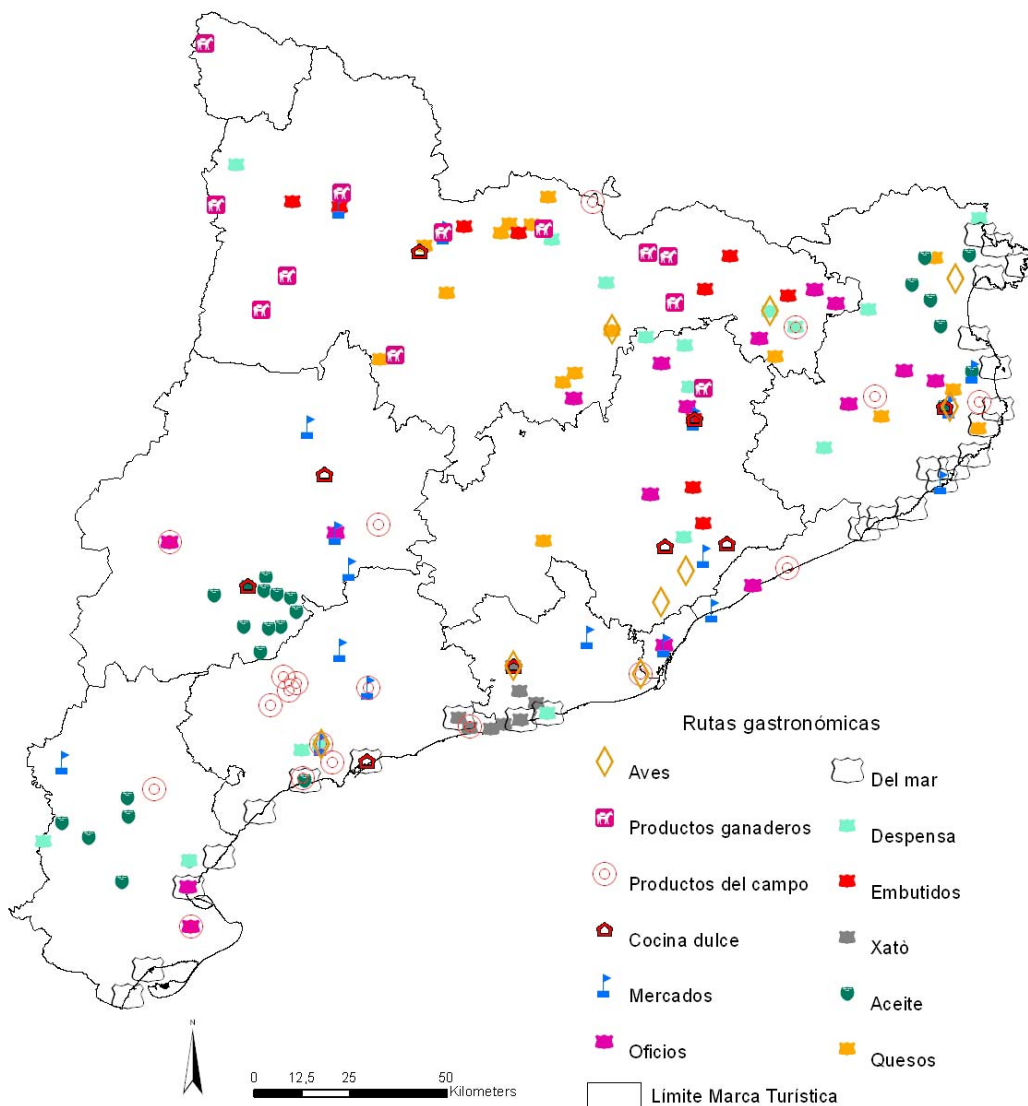 Rutas gastronómicas
Aves
Del mar
Productos ganaderos
Despensa
Productos del campo
Embutidos
Cocina dulce
Xatò
Mercados
Aceite
Oficios
Quesos
Límite Marca Turística
N
0 12,5 25 50
Kilometers